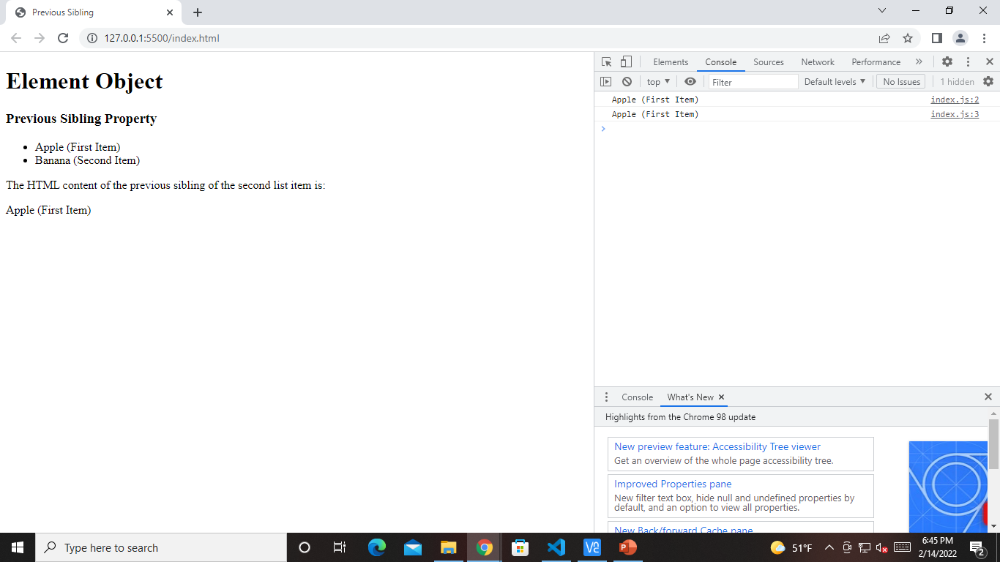 Previous Sibling
127.0.0.1:5500/index.html
Element Object
Previous Sibling Property
Apple (First Item)
Banana (Second Item)
The HTML content of the previous sibling of the second list item is:
Apple (First Item)
Elements Console Sources Network Performance
top Filter Default levels No Issues 1 hidden
Apple (First Item) index.js:2
Apple (First Item) index.js:3
Console What's New
Highlights from the Chrome 98 update
New preview feature: Accessibility Tree viewer
Get an overview of the whole page accessibility tree.
Improved Properties pane
New filter text box, hide null and undefined properties by
default, and an option to view all properties.
New Back/forward Cache pane
Type here to search
51°F
6:45 PM
2/14/2022
2